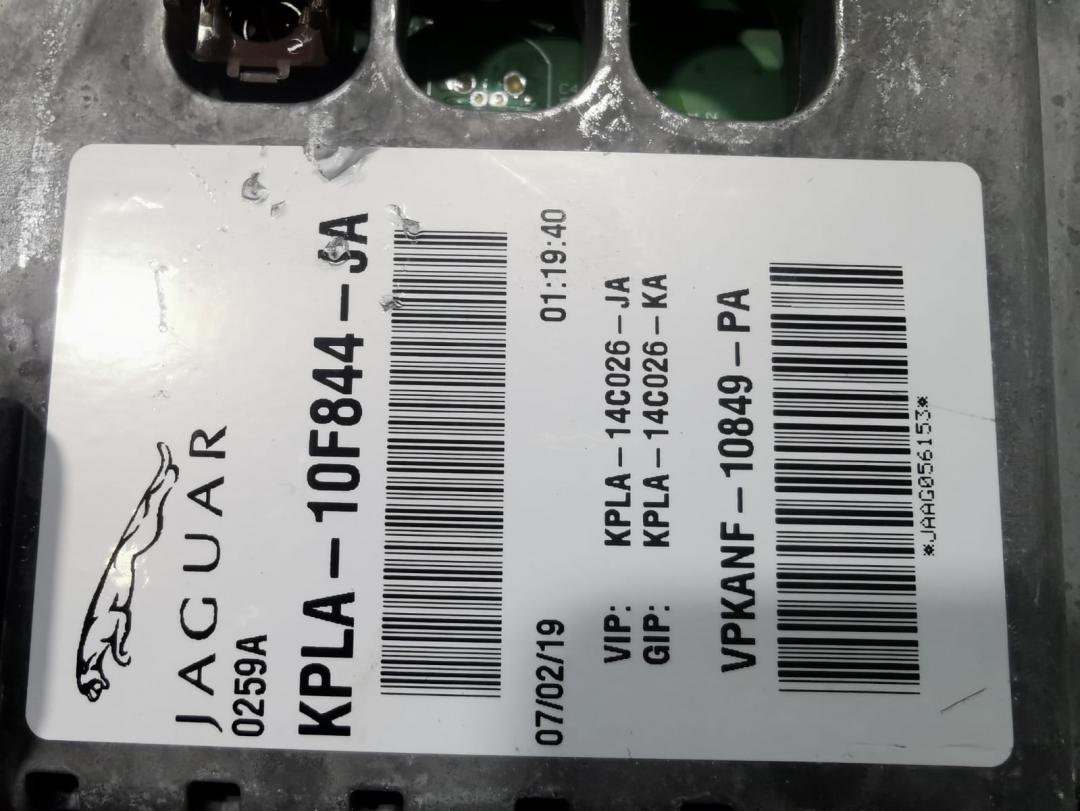 JAGUAR
0259A
KPLA-10F844-JA
07/02/19 01:19:40
VIP: KPLA-14C026-JA
GIP: KPLA-14C026-KA
VPKANF-10849-PA
*JAAG056153*